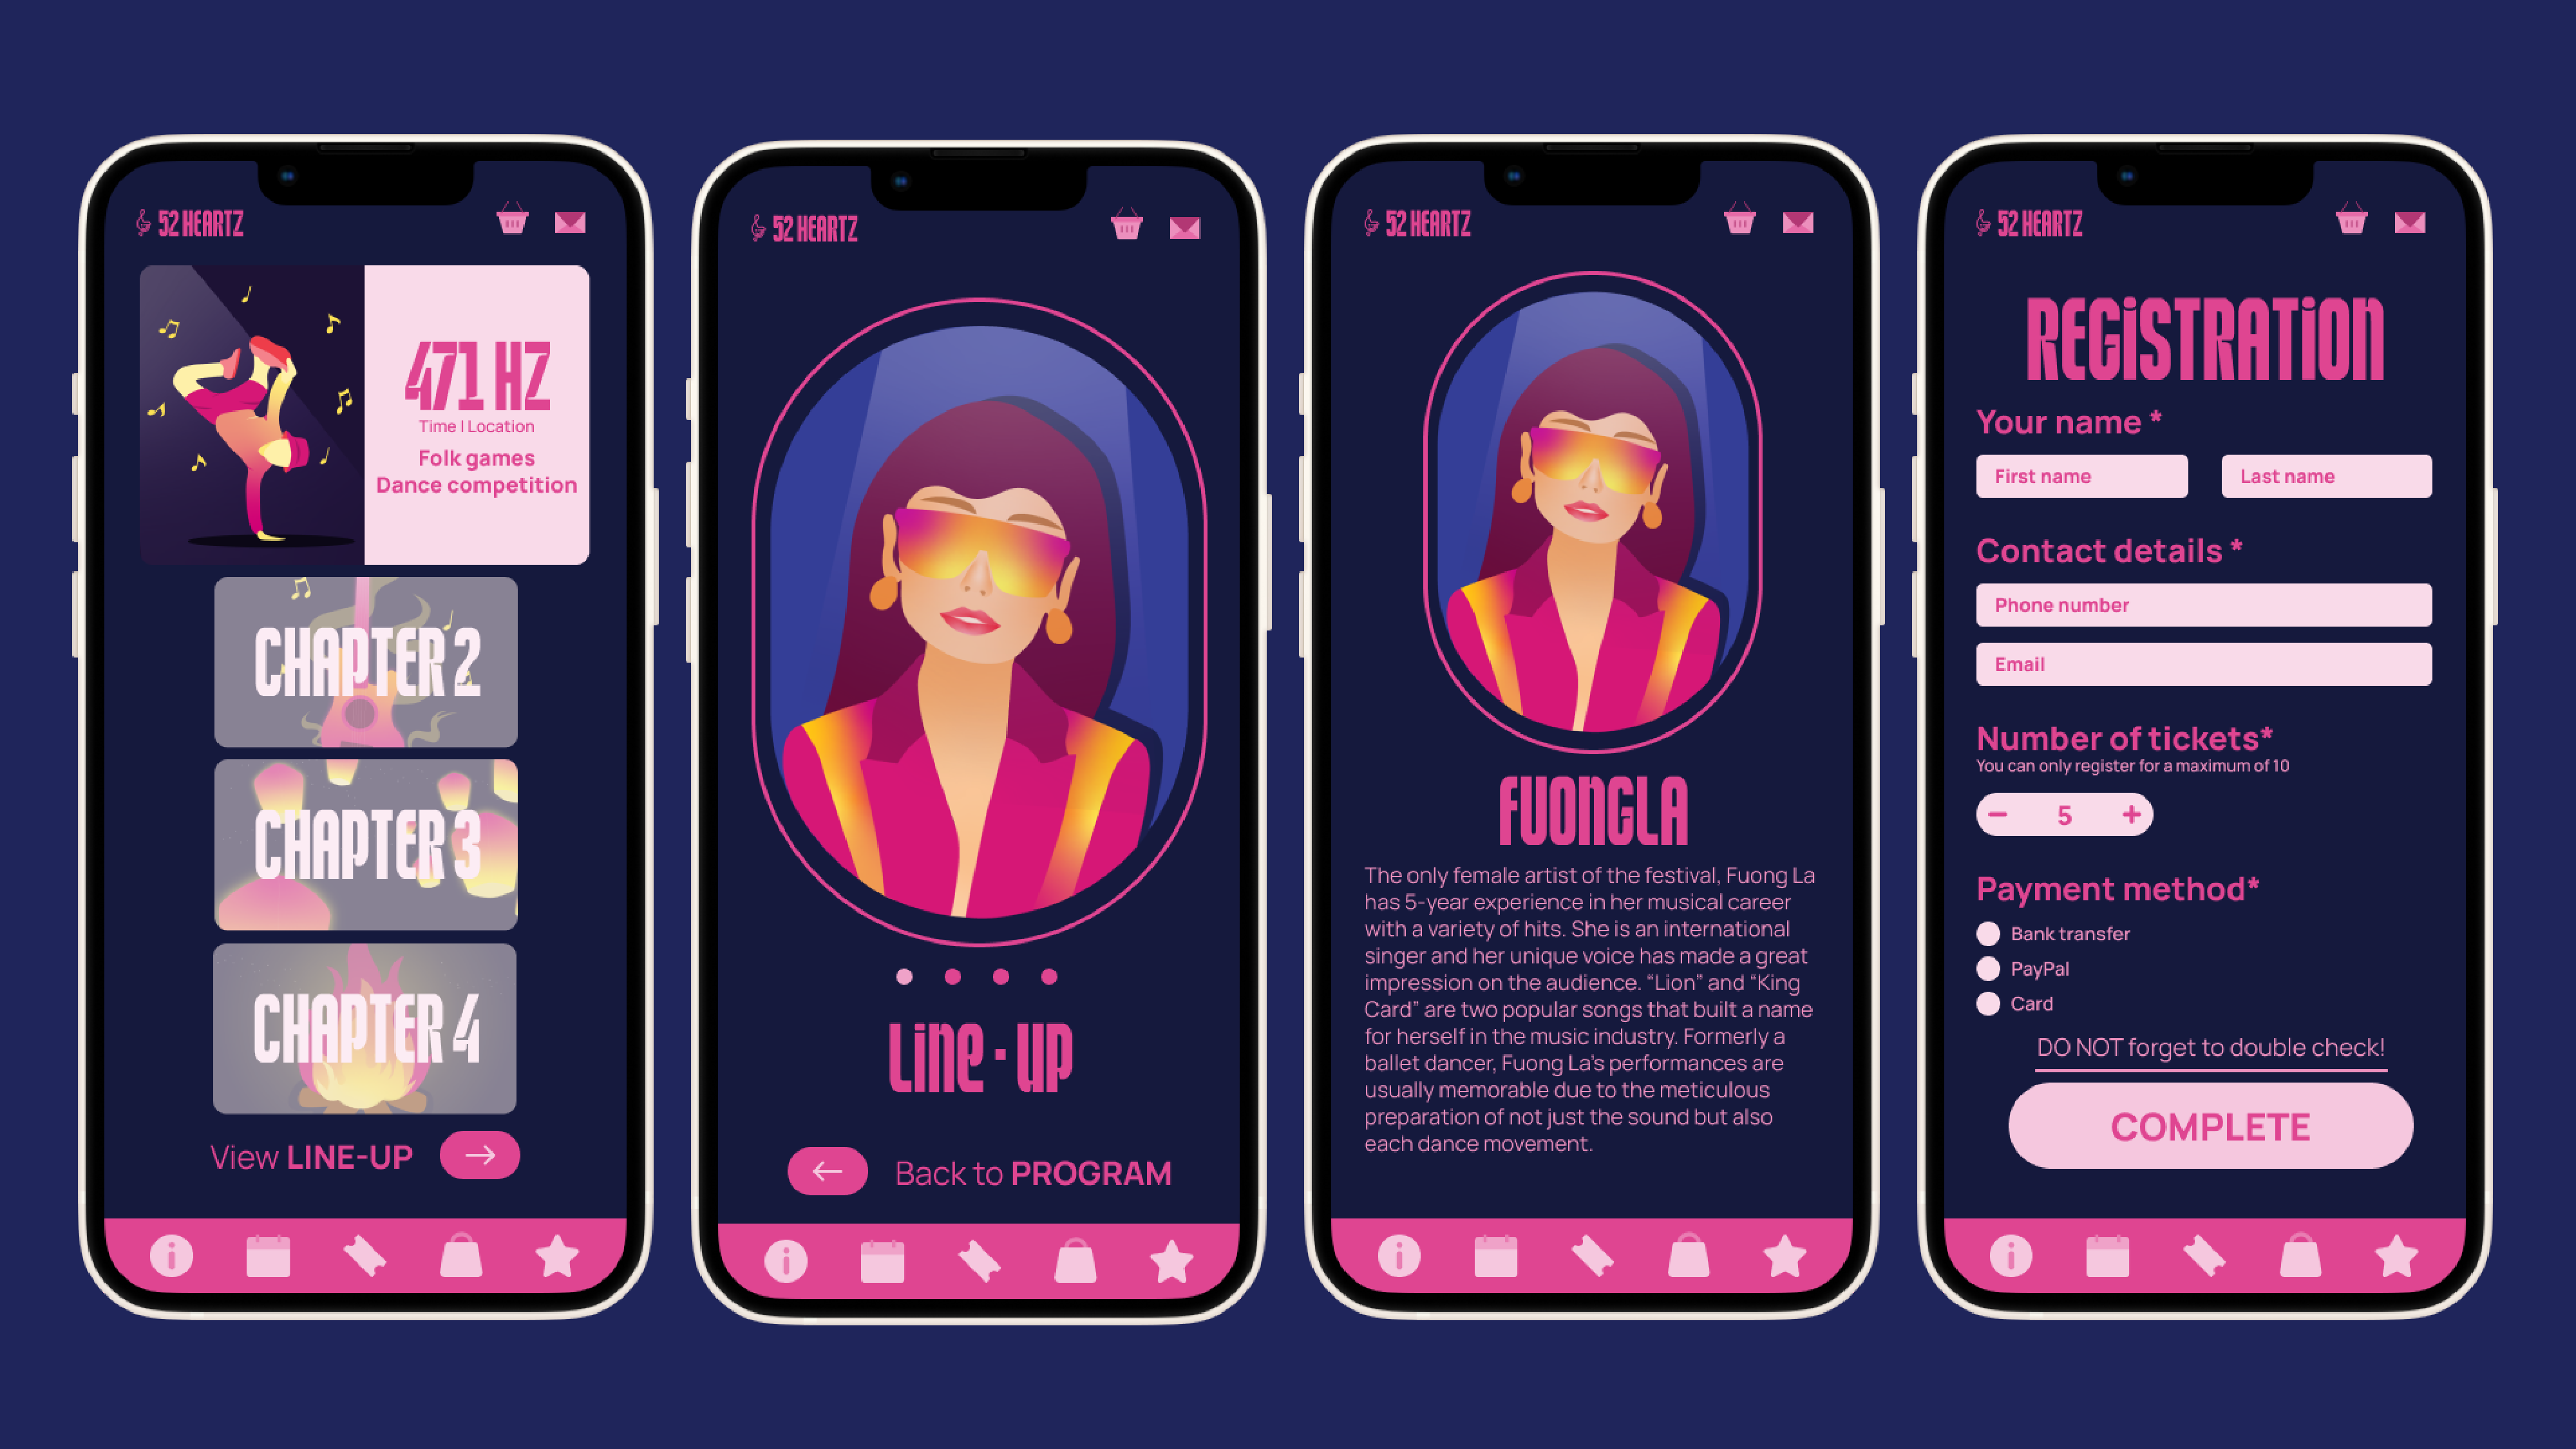 52 HEARTZ
471 HZ
Time | Location
Folk games
Dance competition
CHAPTER 2
CHAPTER 3
CHAPTER 4
View LINE-UP
52 HEARTZ
Line - UP
Back to PROGRAM
52 HEARTZ
FUONGLA
The only female artist of the festival, Fuong La
has 5-year experience in her musical career
with a variety of hits. She is an international
singer and her unique voice has made a great
impression on the audience. “Lion” and “King
Card” are two popular songs that built a name
for herself in the music industry. Formerly a
ballet dancer, Fuong La's performances are
usually memorable due to the meticulous
preparation of not just the sound but also
each dance movement.
52 HEARTZ
REGiSTRATiOn
Your name *
First name Last name
Contact details *
Phone number
Email
Number of tickets*
You can only register for a maximum of 10
− 5 +
Payment method*
Bank transfer
PayPal
Card
DO NOT forget to double check!
COMPLETE